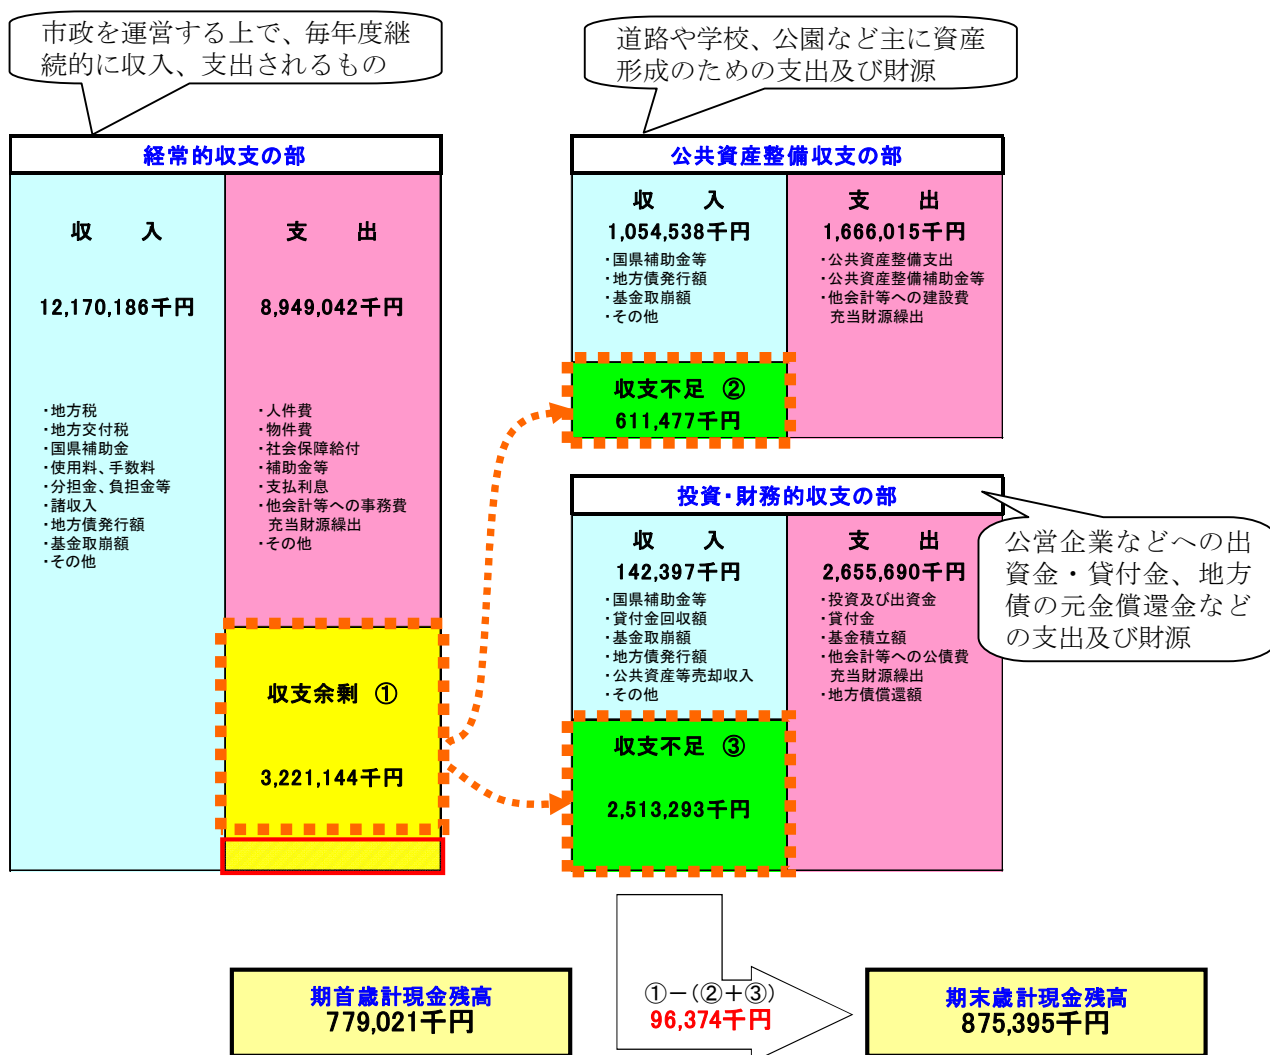 市政を運営する上で、毎年度継
続的に収入、支出されるもの
道路や学校、公園など主に資産
形成のための支出及び財源
経常的収支の部
収　入
12,170,186千円
・地方税
・地方交付税
・国県補助金
・使用料、手数料
・分担金、負担金等
・諸収入
・地方債発行額
・基金取崩額
・その他
支　出
8,949,042千円
・人件費
・物件費
・社会保障給付
・補助金等
・支払利息
・他会計等への事務費
充当財源繰出
・その他
収支余剰 ①
3,221,144千円
公共資産整備収支の部
収　入
1,054,538千円
・国県補助金等
・地方債発行額
・基金取崩額
・その他
収支不足 ②
611,477千円
支　出
1,666,015千円
・公共資産整備支出
・公共資産整備補助金等
・他会計等への建設費
充当財源繰出
投資・財務的収支の部
収　入
142,397千円
・国県補助金等
・貸付金回収額
・基金取崩額
・地方債発行額
・公共資産等売却収入
・その他
収支不足 ③
2,513,293千円
支　出
2,655,690千円
・投資及び出資金
・貸付金
・基金積立額
・他会計等への公債費
充当財源繰出
・地方債償還額
公営企業などへの出
資金・貸付金、地方
債の元金償還金など
の支出及び財源
期首歳計現金残高
779,021千円
①－(②＋③)
96,374千円
期末歳計現金残高
875,395千円